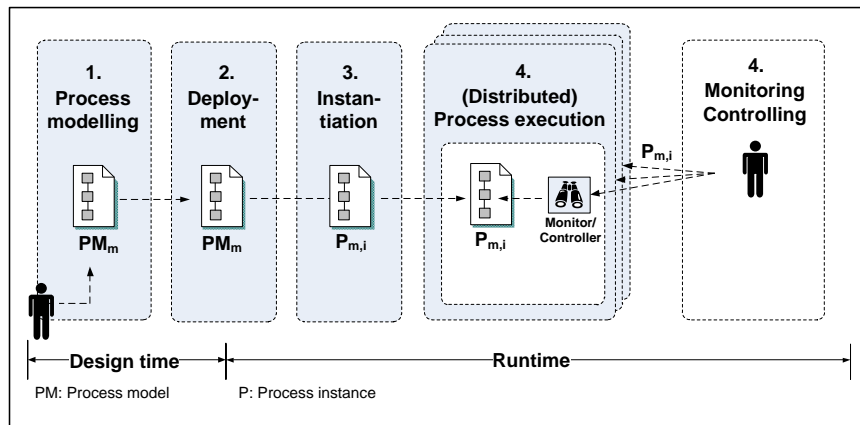 1.
Process
modelling
PMm
2.
Deploy-
ment
PMm
3.
Instan-
tiation
Pm,i
4.
(Distributed)
Process execution
Pm,i
Monitor/
Controller
4.
Monitoring
Controlling
Pm,i
Design time
Runtime
PM: Process model
P: Process instance